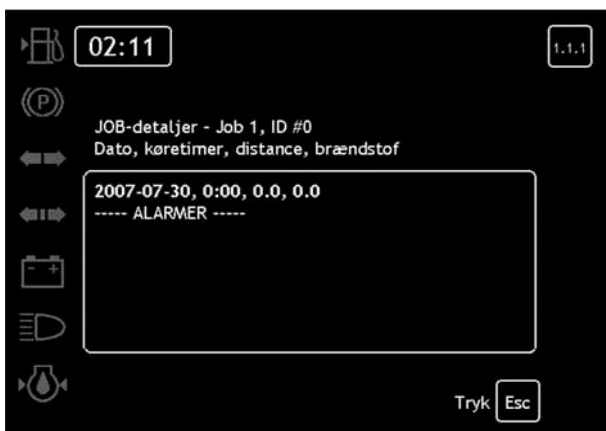 02:11
1.1.1
JOB-detaljer - Job 1, ID #0
Dato, køretimer, distance, brændstof
2007-07-30, 0:00, 0.0, 0.0
----- ALARMER -----
Tryk Esc